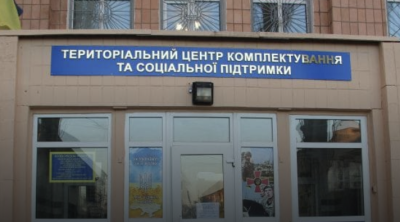 ТЕРИТОРІАЛЬНИЙ ЦЕНТР КОМПЛЕКТУВАННЯ
ТА СОЦІАЛЬНОЇ ПІДТРИМКИ